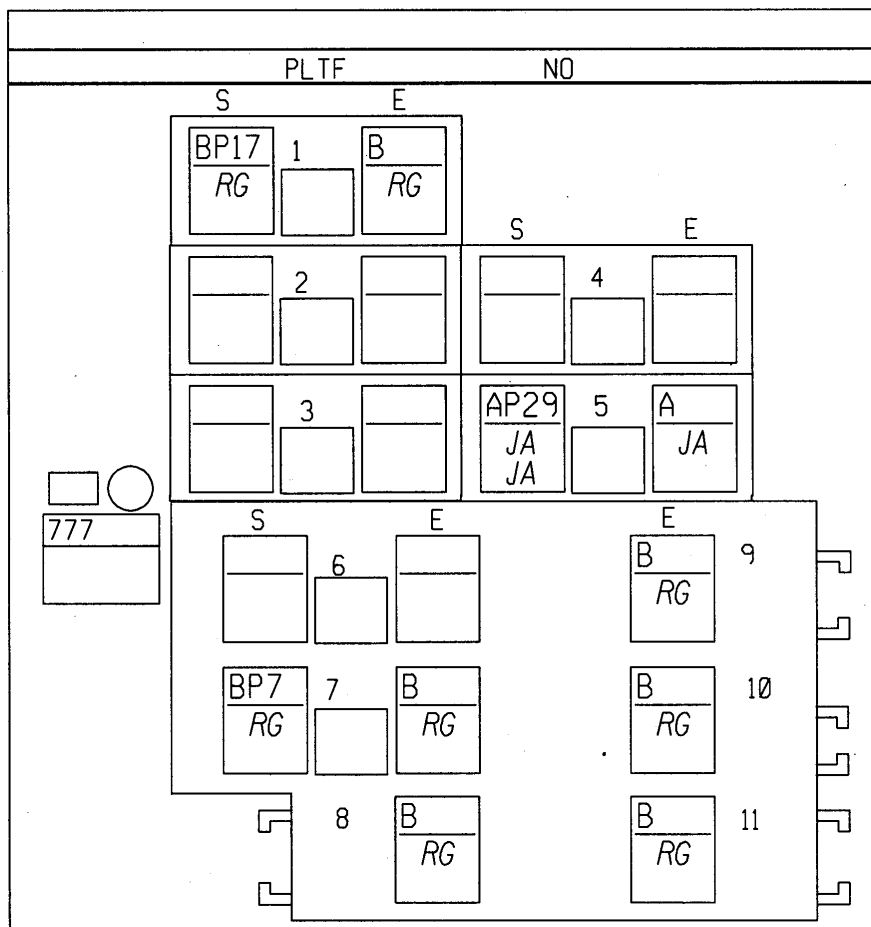 PLTF NO
S E
BP17 1 B
RG RG
S E
2 4
3 AP29 5 A
JA JA
JA
777
S E E
6 B 9
RG
BP7 7 B B 10
RG RG RG
8 B B 11
RG RG